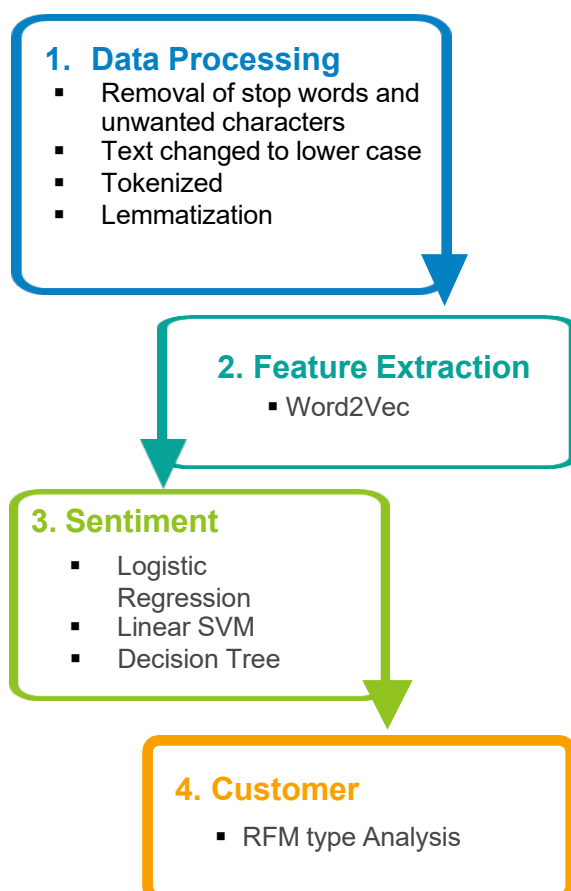 1. Data Processing
▪ Removal of stop words and
unwanted characters
▪ Text changed to lower case
▪ Tokenized
▪ Lemmatization
2. Feature Extraction
▪ Word2Vec
3. Sentiment
▪ Logistic
Regression
▪ Linear SVM
▪ Decision Tree
4. Customer
▪ RFM type Analysis